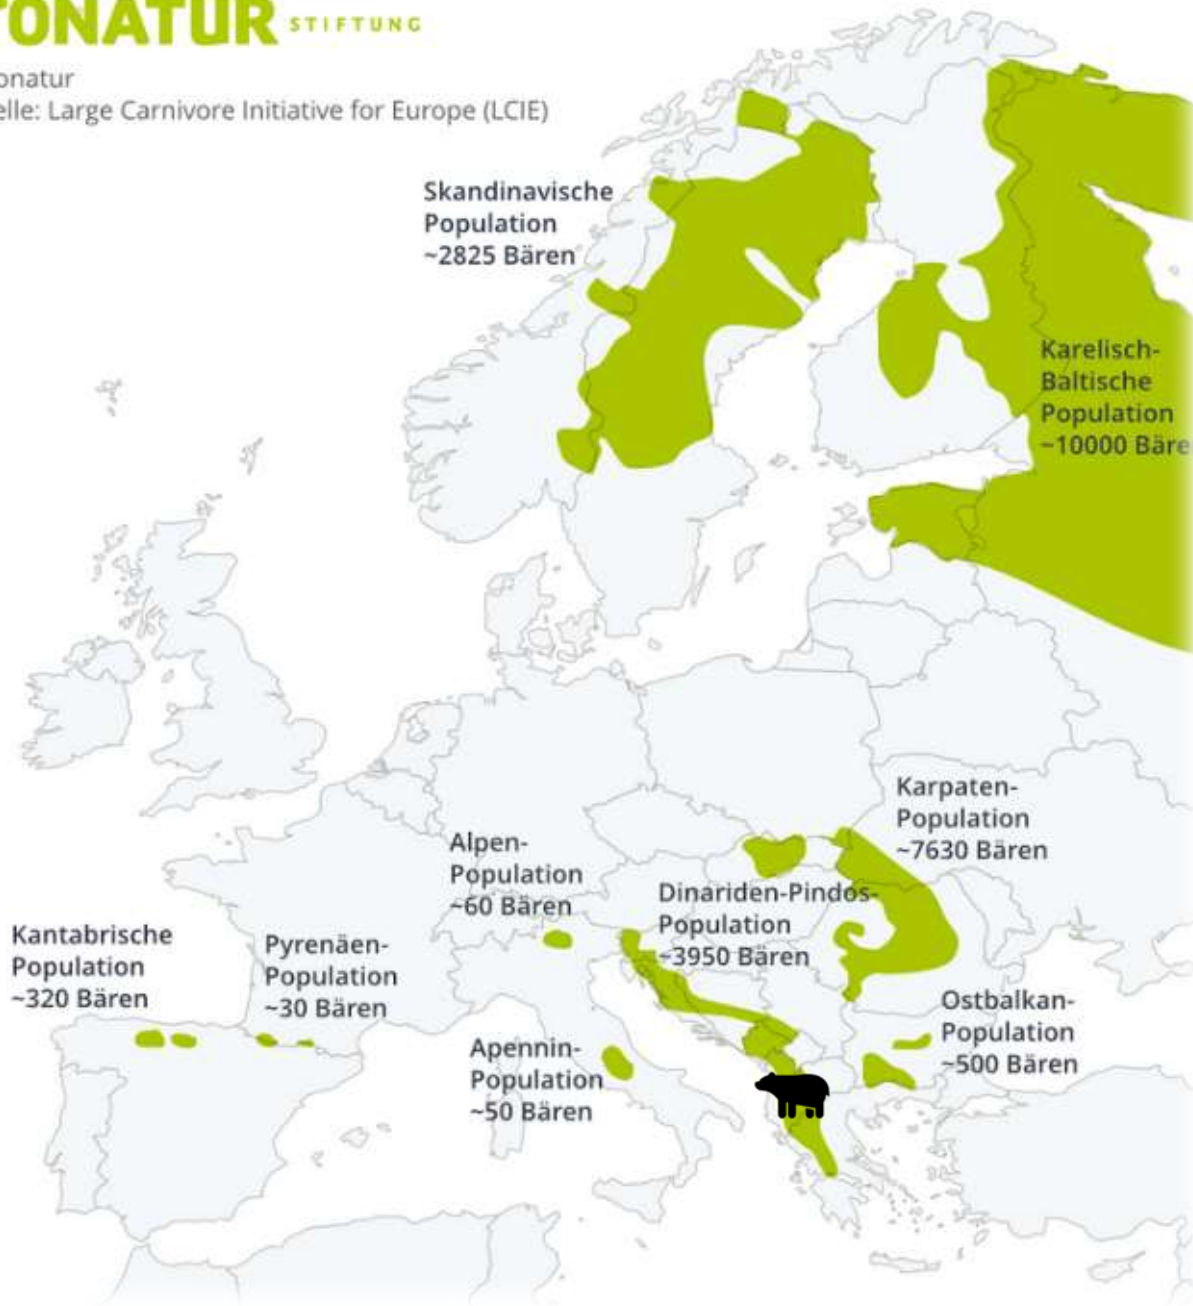 TONATUR STIFTUNG
onatur
elle: Large Carnivore Initiative for Europe (LCIE)
Skandinavische
Population
~2825 Bären
Karelisch-
Baltische
Population
~10000 Bäre
Karpaten-
Population
~7630 Bären
Alpen-
Population
~60 Bären
Dinariden-Pindos-
Population
~3950 Bären
Kantabrische
Population
~320 Bären
Pyrenäen-
Population
~30 Bären
Ostbalkan-
Population
~500 Bären
Apennin-
Population
~50 Bären